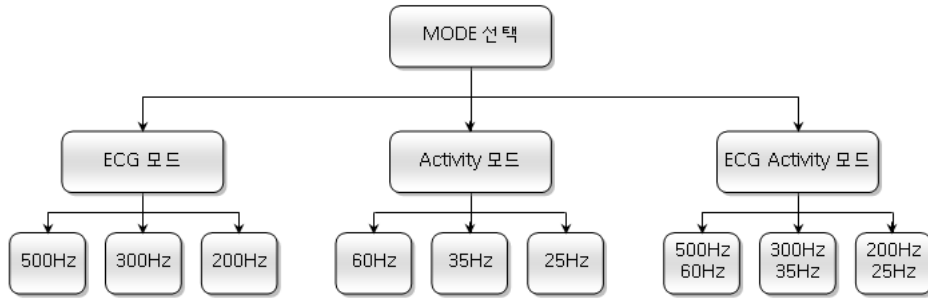 MODE 선택
ECG 모드
Activity 모드
ECG Activity 모드
500Hz
300Hz
200Hz
60Hz
35Hz
25Hz
500Hz
60Hz
300Hz
35Hz
200Hz
25Hz